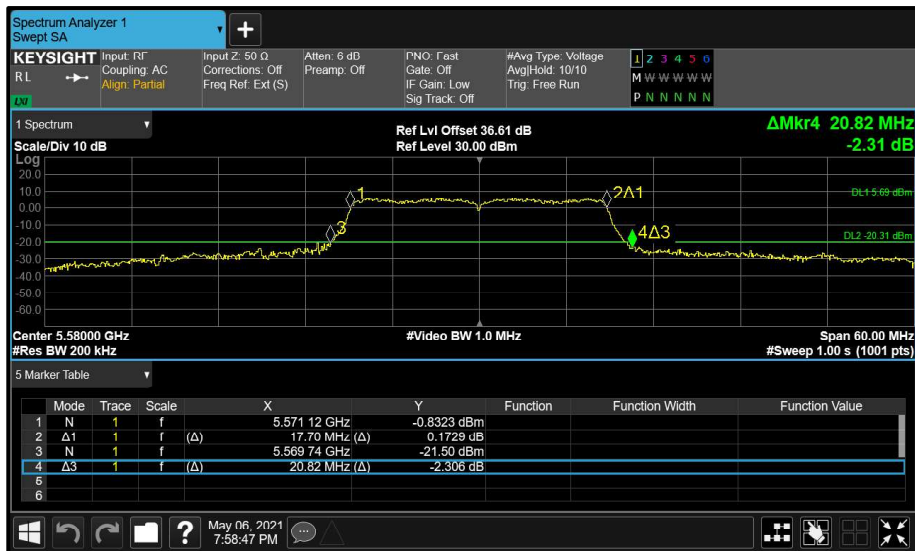 Spectrum Analyzer 1
Swept SA
+
KEYSIGHT Input: RF Input Z: 50 Ω Atten: 6 dB PNO: Fast #Avg Type: Voltage 1 2 3 4 5 6
RL Coupling: AC Corrections: Off Preamp: Off Gate: Off Avg|Hold: 10/10 M W W W W W
Align: Partial Freq Ref: Ext (S) IF Gain: Low Trig: Free Run
LXI Sig Track: Off P N N N N N
1 Spectrum
Ref Lvl Offset 36.61 dB ΔMkr4 20.82 MHz
Scale/Div 10 dB Ref Level 30.00 dBm -2.31 dB
Log
20.0
10.0 1 2Δ1 DL1 5.69 dBm
0.00
-10.0 3
-20.0 4Δ3 DL2 -20.31 dBm
-30.0
-40.0
-50.0
-60.0
Center 5.58000 GHz #Video BW 1.0 MHz Span 60.00 MHz
#Res BW 200 kHz #Sweep 1.00 s (1001 pts)
5 Marker Table
Mode Trace Scale X Y Function Function Width Function Value
1 N 1 f 5.571 12 GHz -0.8323 dBm
2 Δ1 1 f (Δ) 17.70 MHz (Δ) 0.1729 dB
3 N 1 f 5.569 74 GHz -21.50 dBm
4 Δ3 1 f (Δ) 20.82 MHz (Δ) -2.306 dB
5
6
? May 06, 2021
7:58:47 PM